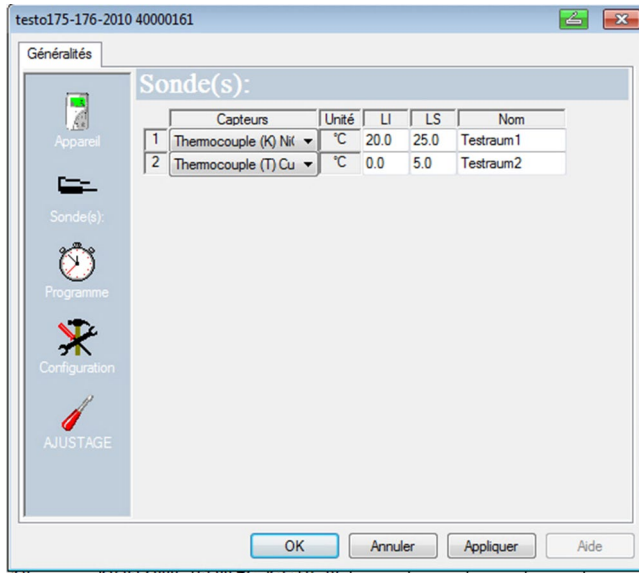 testo175-176-2010 40000161
Généralités
Appareil
Sonde(s):
Programme
Configuration
AJUSTAGE
Sonde(s):
Capteurs Unité LI LS Nom
1 Thermocouple (K) Ni °C 20.0 25.0 Testraum1
2 Thermocouple (T) Cu °C 0.0 5.0 Testraum2
OK Annuler Appliquer Aide